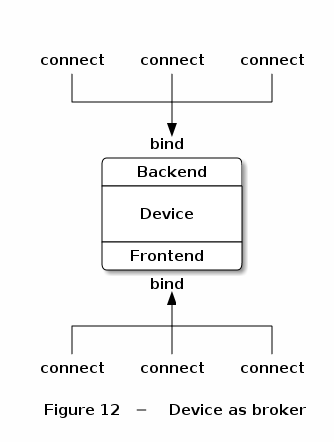 connect connect connect
bind
Backend
Device
Frontend
bind
connect connect connect
Figure 12 – Device as broker